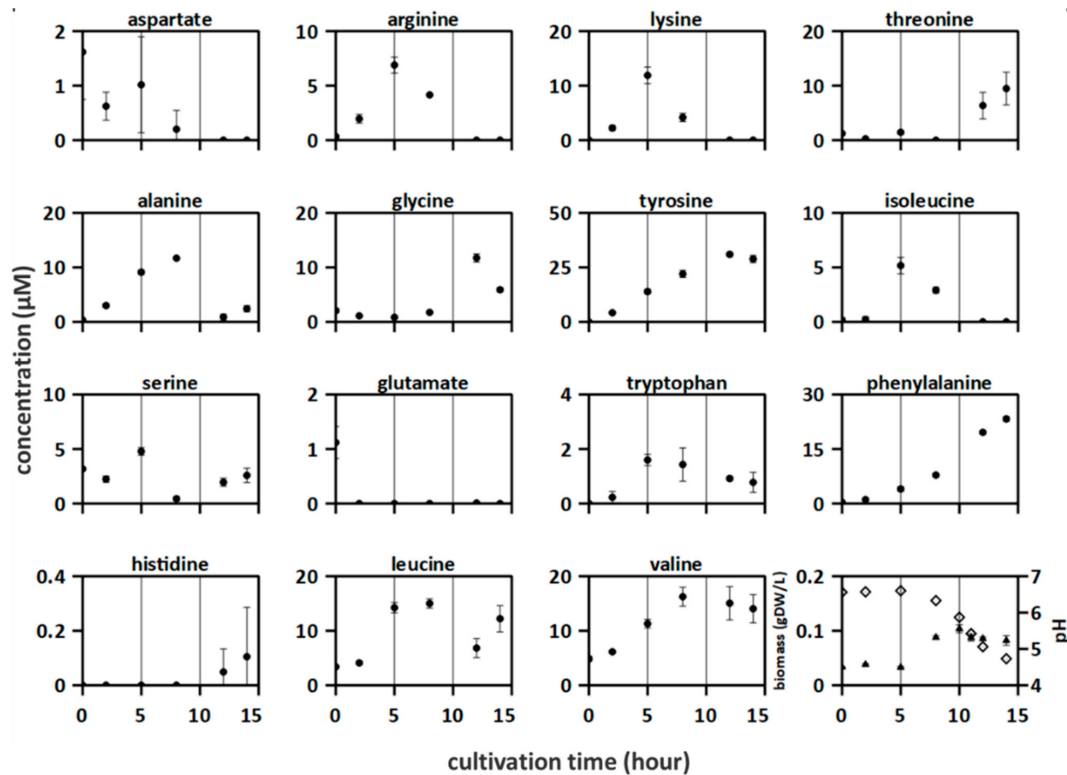 aspartate arginine lysine threonine
2 10 20 20
1 5 10 10
0 0 0 0
alanine glycine tyrosine isoleucine
20 20 50 10
10 10 25 5
0 0 0 0
serine glutamate tryptophan phenylalanine
10 2 4 30
5 1 2 15
0 0 0 0
histidine leucine valine
0.4 20 20 0.2 7
0.2 10 10 0.1 6
5
0 0 0 0 4
0 5 10 15 0 5 10 15 0 5 10 15 0 5 10 15
concentration (µM)
biomass (gDW/L)
pH
cultivation time (hour)